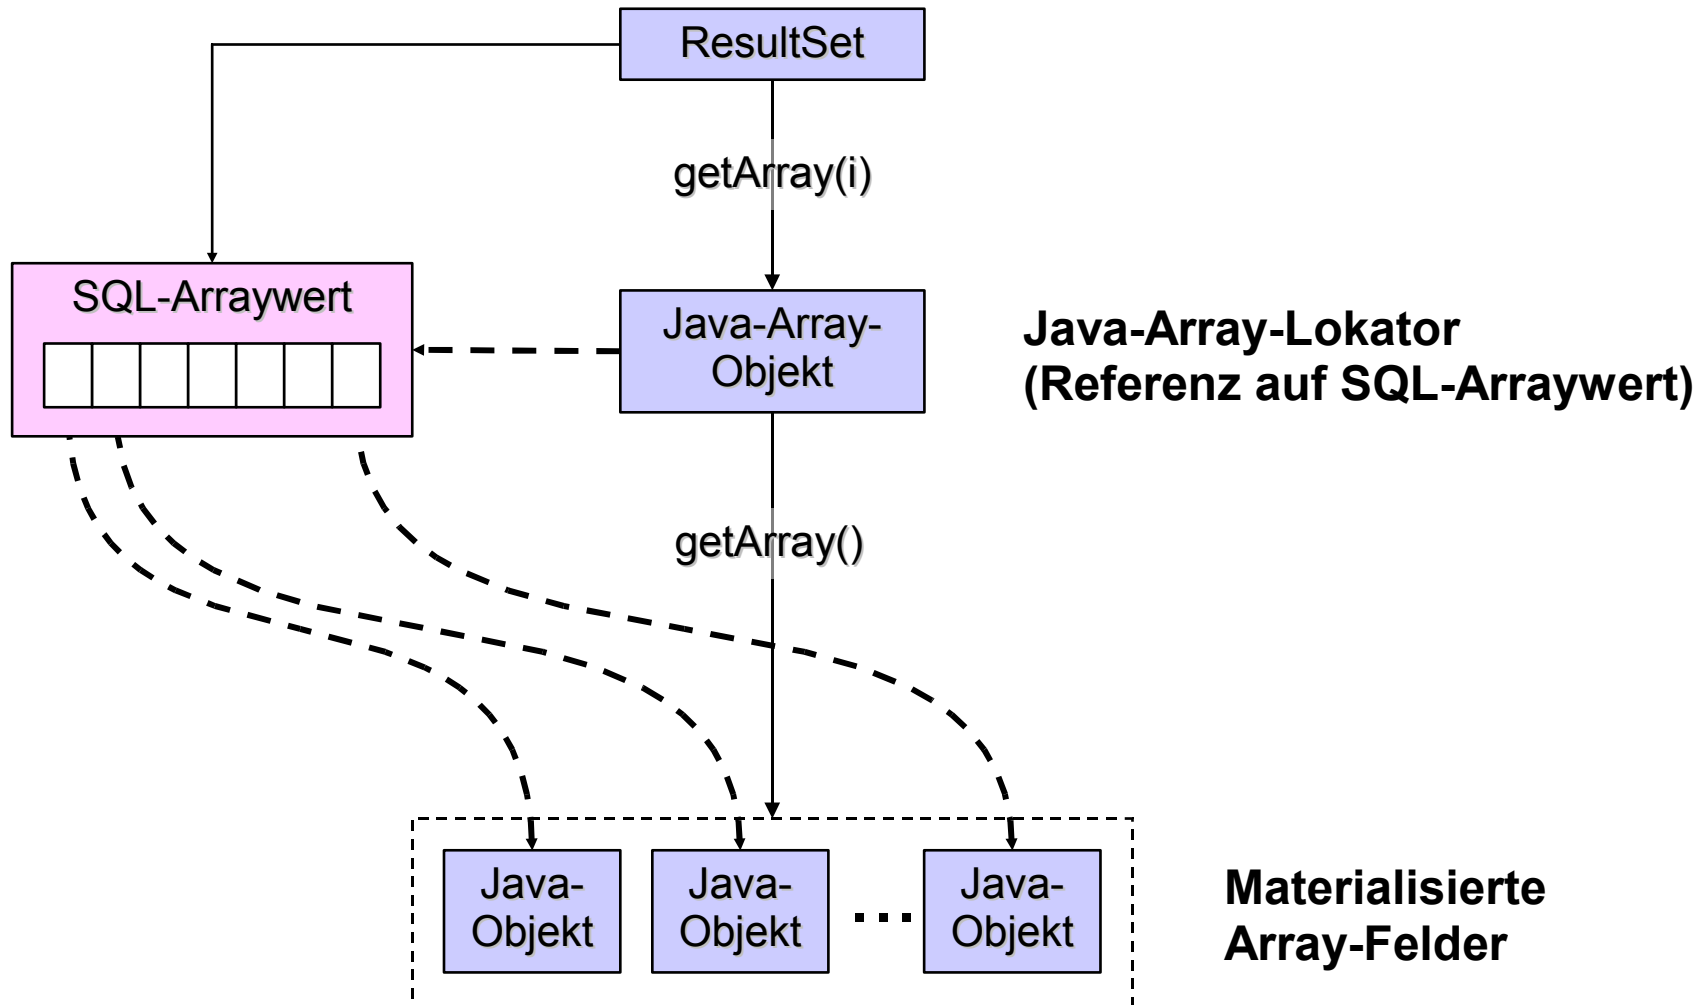 ResultSet
getArray(i)
SQL-Arraywert
Java-Array-
Objekt
Java-Array-Lokator
(Referenz auf SQL-Arraywert)
getArray()
Java-
Objekt
Java-
Objekt
Java-
Objekt
Materialisierte
Array-Felder